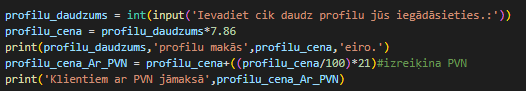 profilu_daudzums = int(input('Ievadiet cik daudz profilu jūs iegādāsieties.:'))
profilu_cena = profilu_daudzums*7.86
print(profilu_daudzums,'profilu makās',profilu_cena,'eiro.')
profilu_cena_Ar_PVN = profilu_cena+((profilu_cena/100)*21)#izreiķina PVN
print('Klientiem ar PVN jāmaksā',profilu_cena_Ar_PVN)